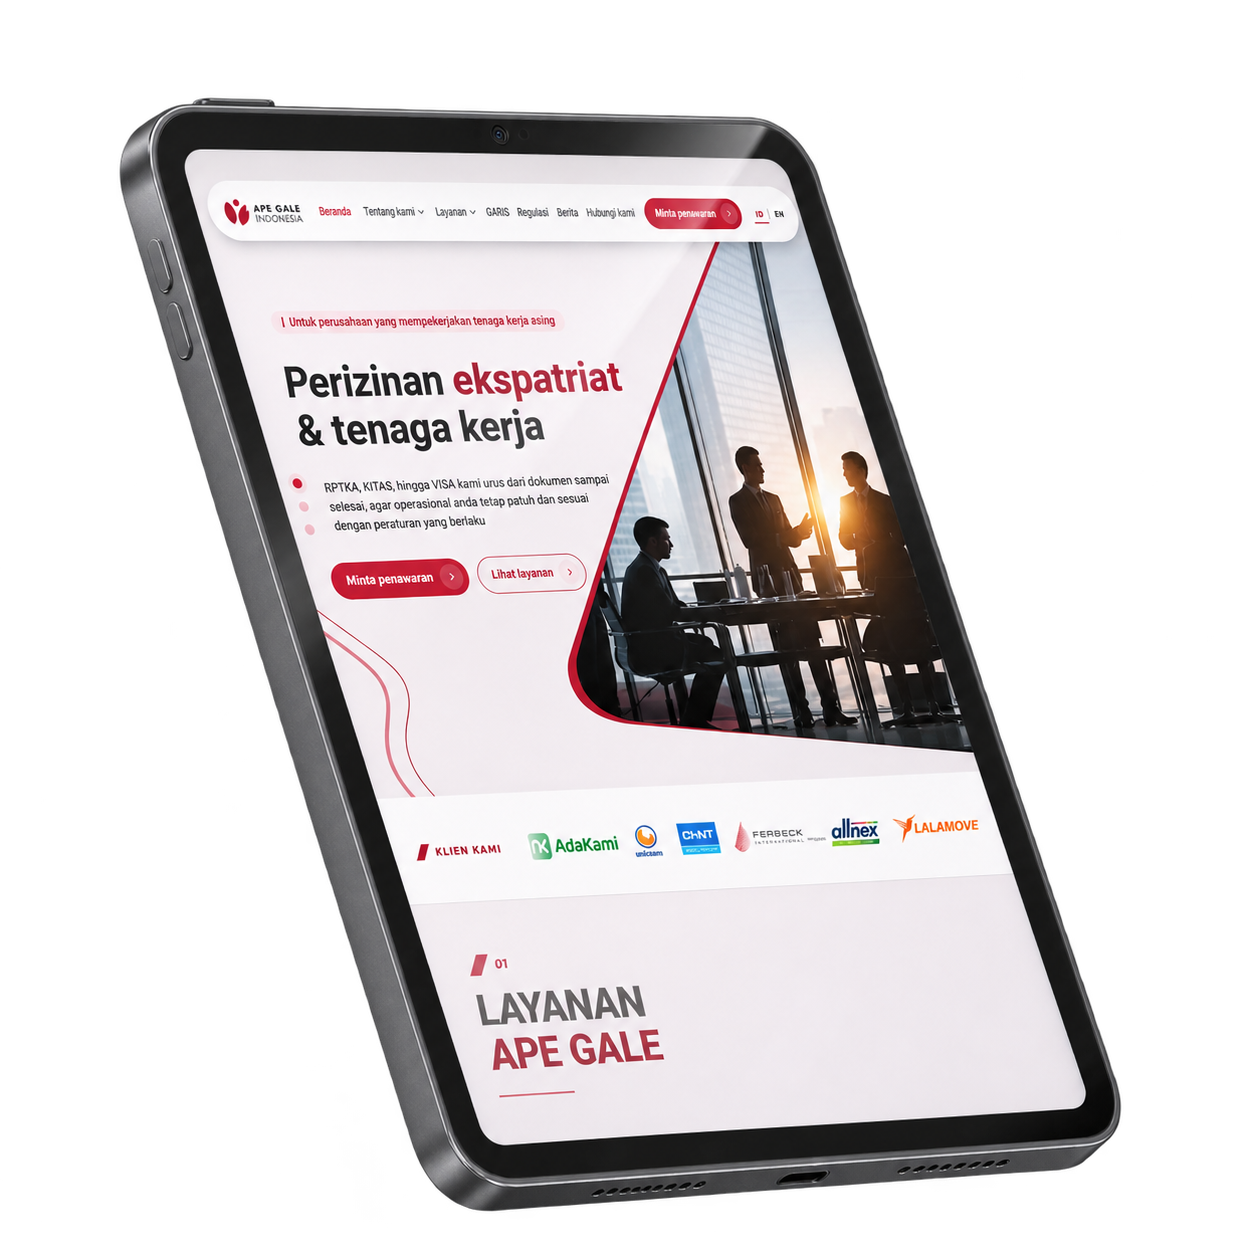 APE GALE
INDONESIA
Beranda
Tentang kami
Layanan
GARIS
Regulasi
Berita
Hubungi kami
Minta penawaran
ID
EN
Untuk perusahaan yang mempekerjakan tenaga kerja asing
Perizinan ekspatriat
& tenaga kerja
RPTKA, KITAS, hingga VISA kami urus dari dokumen sampai
selesai, agar operasional anda tetap patuh dan sesuai
dengan peraturan yang berlaku
Minta penawaran
Lihat layanan
KLIEN KAMI
AdaKami
unicam
CHNT
FERBECK
INTERNATIONAL
allnex
LALAMOVE
01
LAYANAN
APE GALE